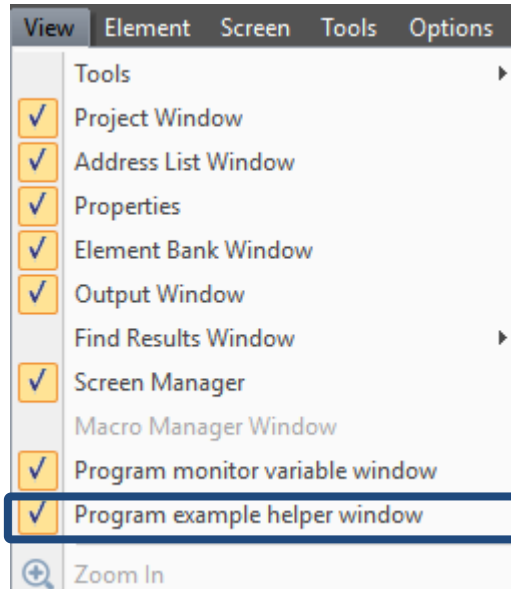 View Element Screen Tools Options
Tools
Project Window
Address List Window
Properties
Element Bank Window
Output Window
Find Results Window
Screen Manager
Macro Manager Window
Program monitor variable window
Program example helper window
Zoom In